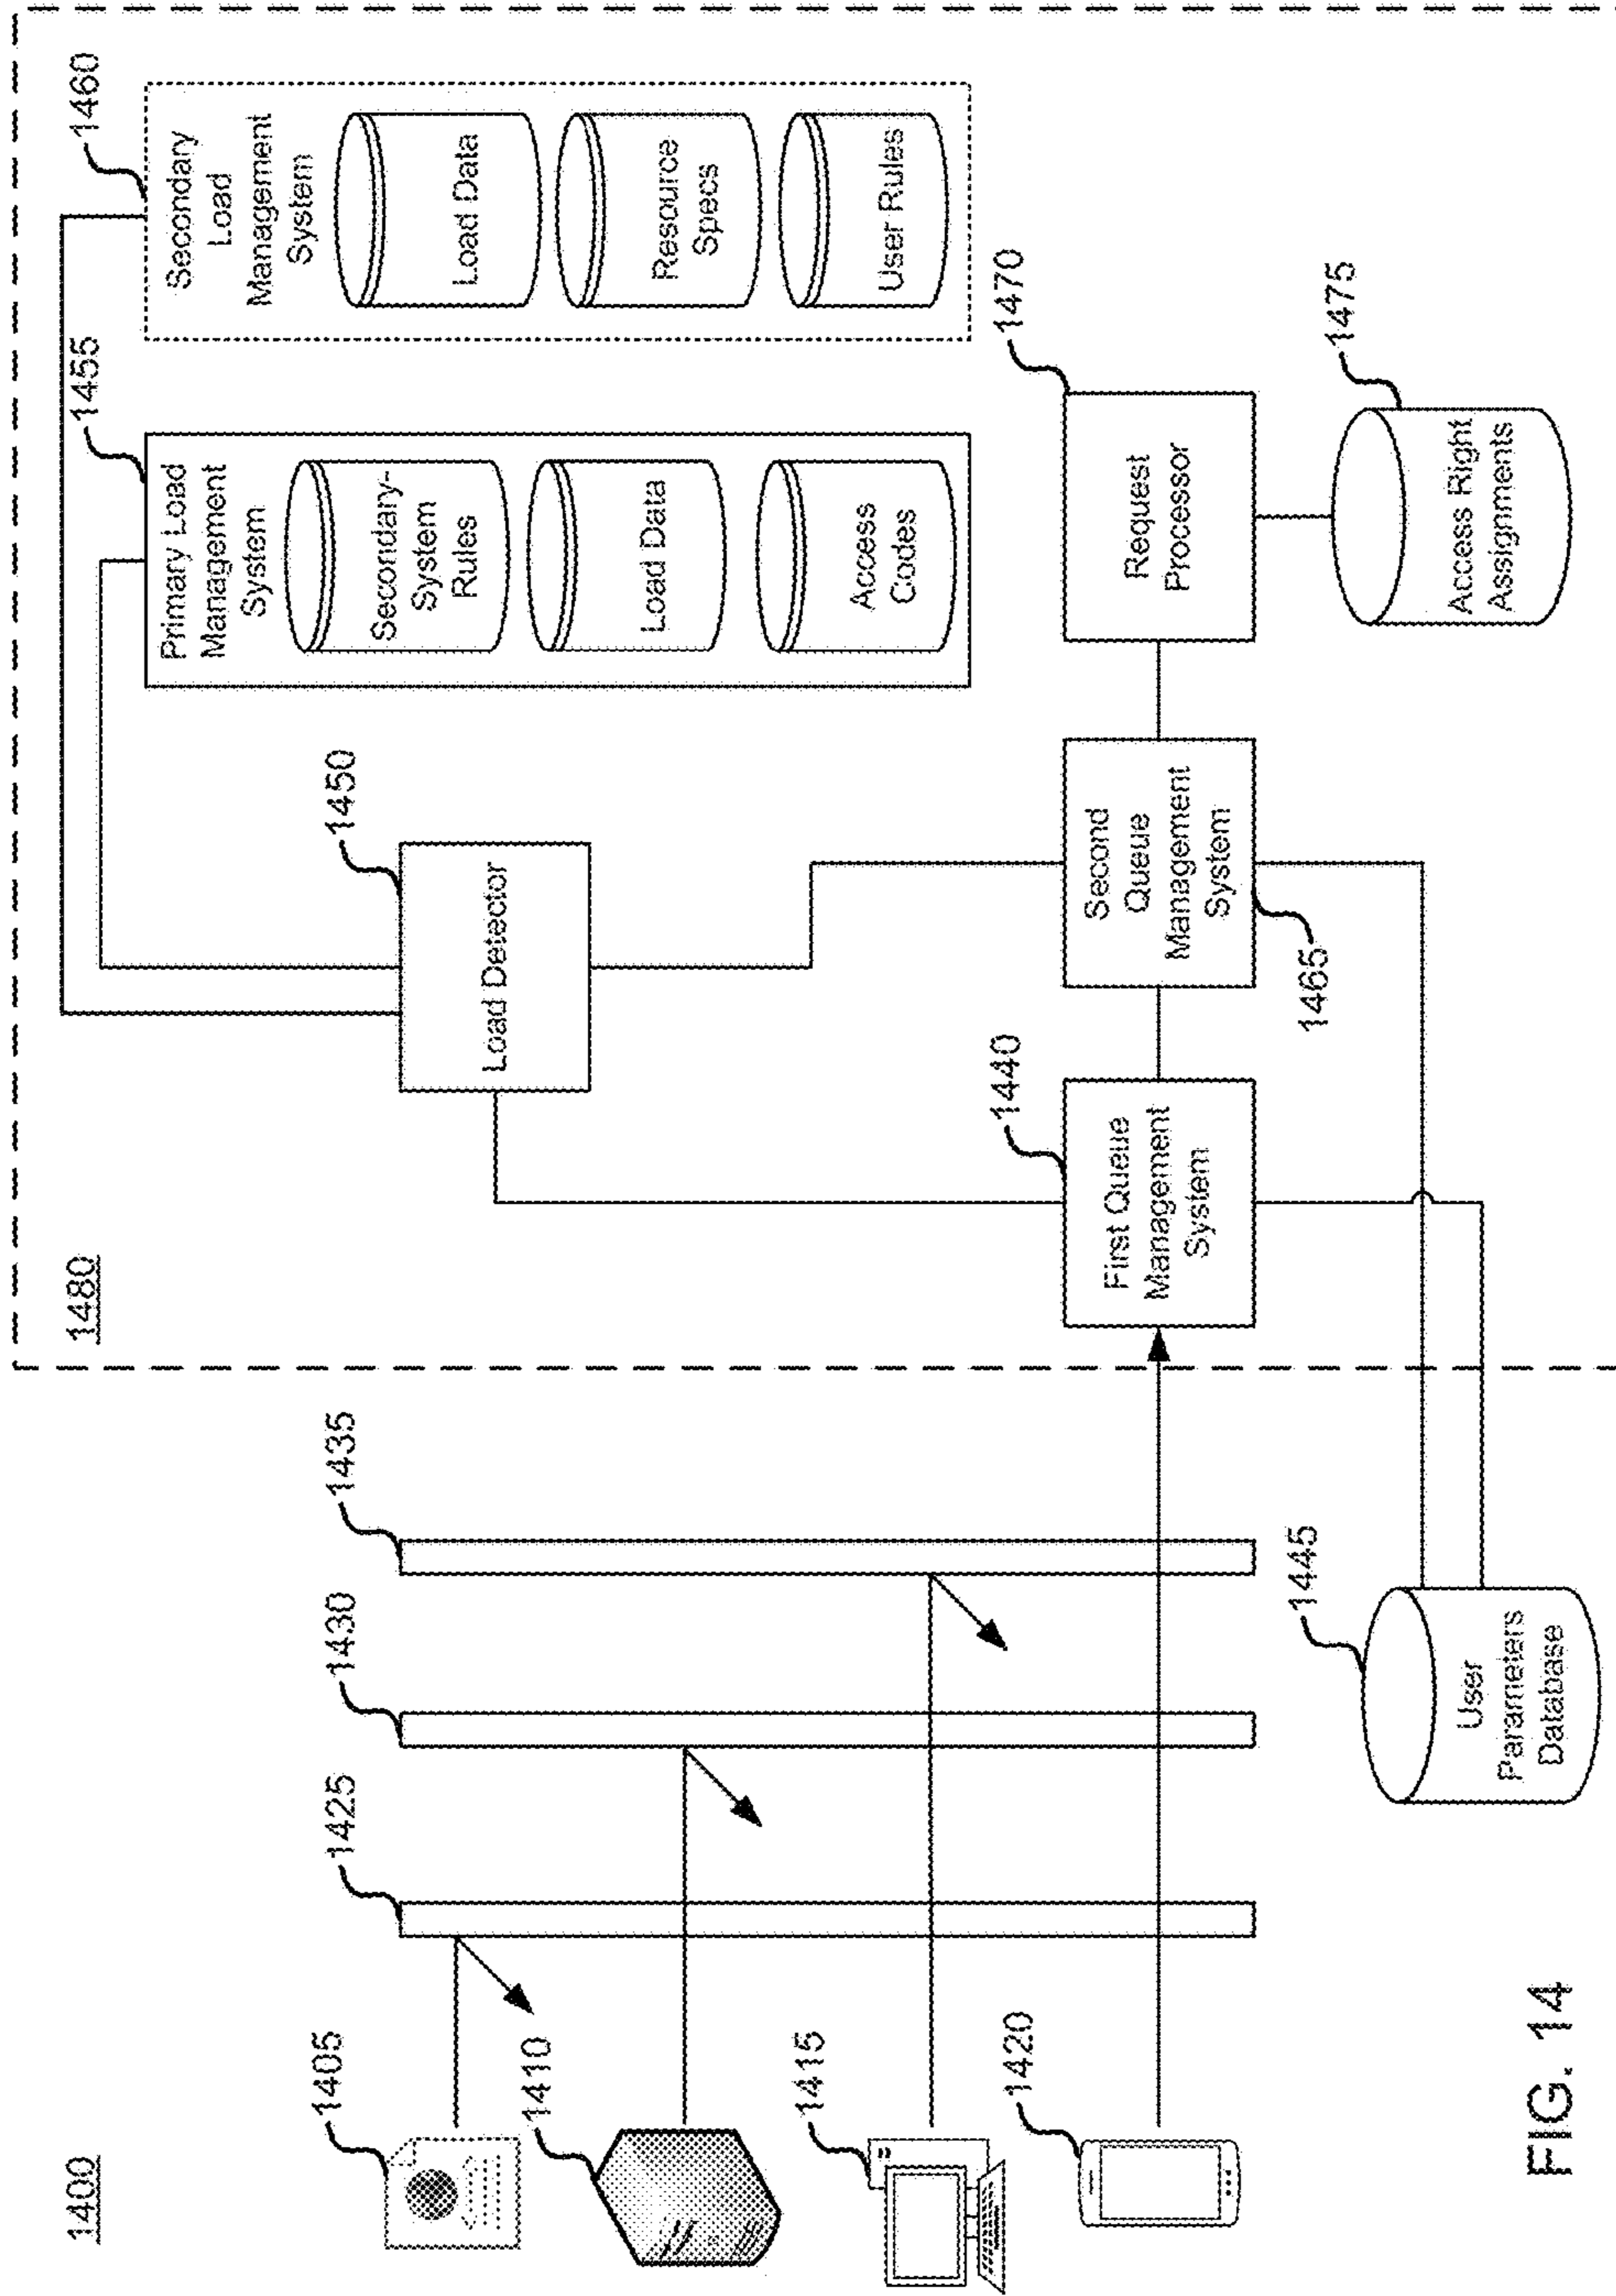 1400
1405
1410
1415
1420
1425
1430
1435
1480
1440
First Queue
Management
System
1445
User
Parameters
Database
1450
Load Detector
1455
Primary Load
Management
System
Secondary-
System
Rules
Load Data
Access
Codes
1460
Secondary
Load
Management
System
Load Data
Resource
Specs
User Rules
1465
Second
Queue
Management
System
1470
Request
Processor
1475
Access Right
Assignments
FIG. 14